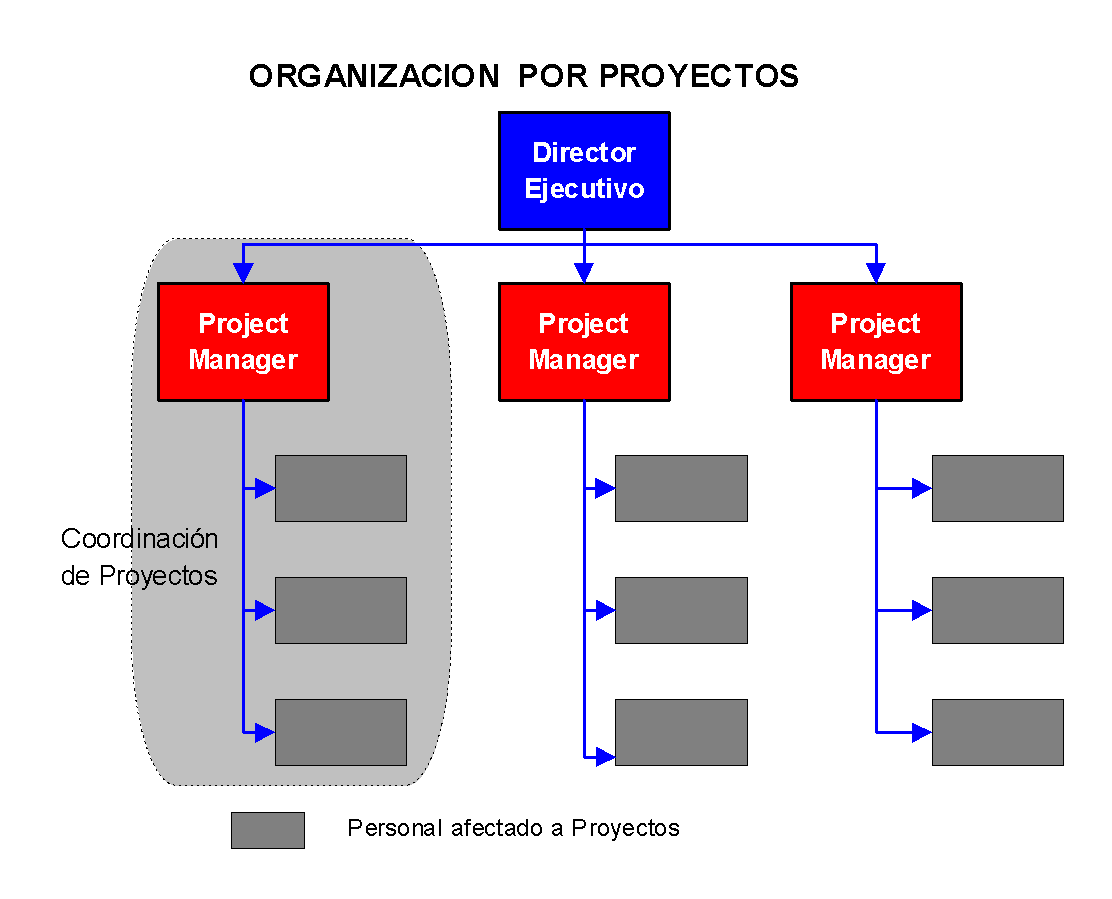 ORGANIZACION POR PROYECTOS
Director
Ejecutivo
Project
Manager
Project
Manager
Project
Manager
Coordinación
de Proyectos
Personal afectado a Proyectos